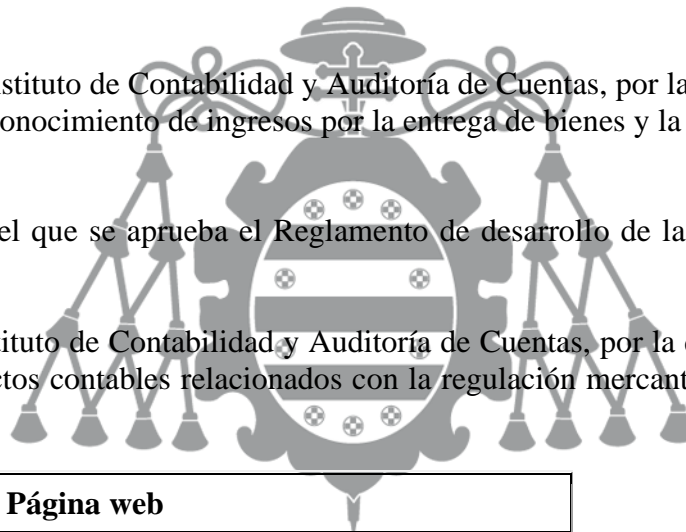 stituto de Contabilidad y Auditoría de Cuentas, por la
onocimiento de ingresos por la entrega de bienes y la
el que se aprueba el Reglamento de desarrollo de la
tituto de Contabilidad y Auditoría de Cuentas, por la
ctos contables relacionados con la regulación mercant
Página web